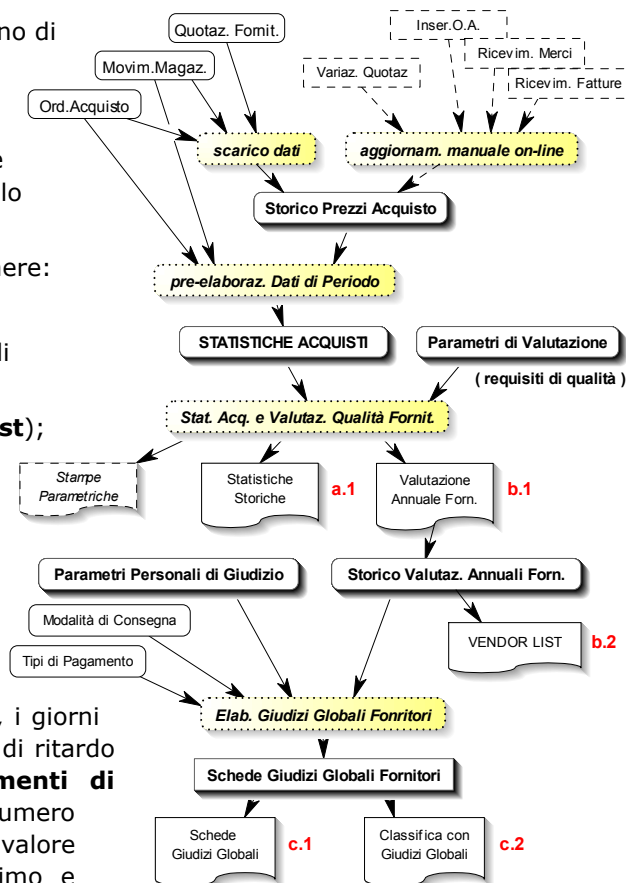 no di
lo
nere:
di
st);
, i giorni
di ritardo
menti di
umero
valore
imo e
Quotaz. Fornit.
Movim.Magaz.
Ord.Acquisto
Inser.O.A.
Ricevim. Merci
Variaz. Quotaz
Ricevim. Fatture
scarico dati
aggiornam. manuale on-line
Storico Prezzi Acquisto
pre-elaboraz. Dati di Periodo
STATISTICHE ACQUISTI
Parametri di Valutazione
( requisiti di qualità )
Stat. Acq. e Valutaz. Qualità Fornit.
Stampe
Parametriche
Statistiche
Storiche
a.1
Valutazione
Annuale Forn.
b.1
Parametri Personali di Giudizio
Storico Valutaz. Annuali Forn.
Modalità di Consegna
VENDOR LIST
b.2
Tipi di Pagamento
Elab. Giudizi Globali Fonritori
Schede Giudizi Globali Fornitori
Schede
Giudizi Globali
c.1
Classifica con
Giudizi Globali
c.2